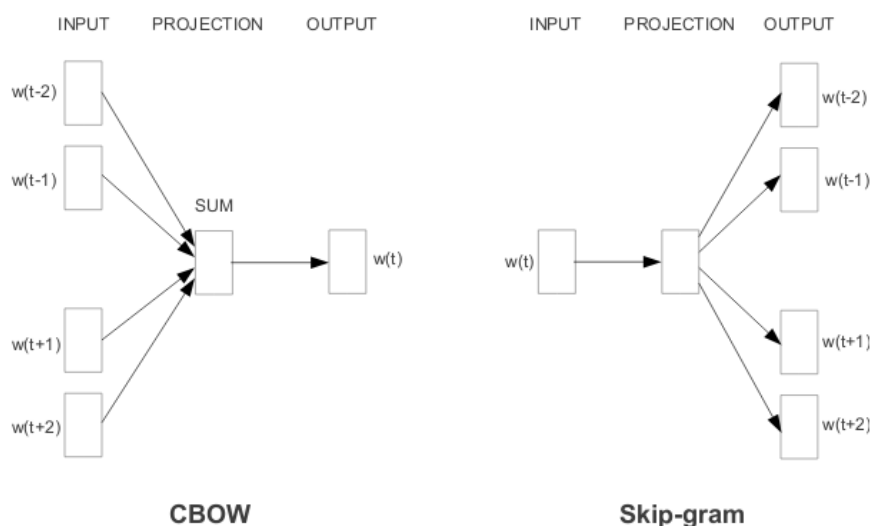 INPUT PROJECTION OUTPUT
w(t-2)
w(t-1)
SUM
w(t)
w(t+1)
w(t+2)
CBOW
INPUT PROJECTION OUTPUT
w(t-2)
w(t-1)
w(t)
w(t+1)
w(t+2)
Skip-gram